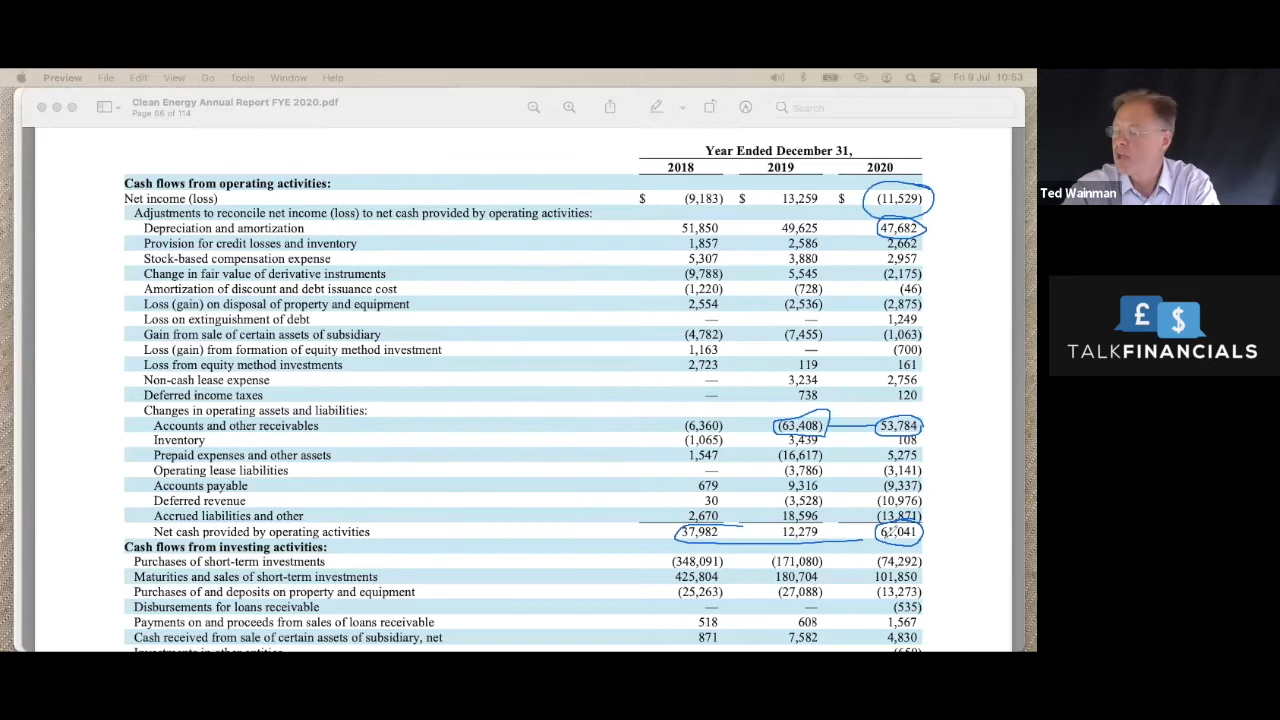 Preview File Edit View Go Tools Window Help Fri 9 Jul 10:53
Clean Energy Annual Report FYE 2020.pdf
Page 66 of 114
Search
Year Ended December 31,
2018 2019 2020
Cash flows from operating activities:
Net income (loss) $ (9,183) $ 13,259 $ (11,529)
Adjustments to reconcile net income (loss) to net cash provided by operating activities:
Depreciation and amortization 51,850 49,625 47,682
Provision for credit losses and inventory 1,857 2,586 2,662
Stock-based compensation expense 5,307 3,880 2,957
Change in fair value of derivative instruments (9,788) 5,545 (2,175)
Amortization of discount and debt issuance cost (1,220) (728) (46)
Loss (gain) on disposal of property and equipment 2,554 (2,536) (2,875)
Loss on extinguishment of debt — — 1,249
Gain from sale of certain assets of subsidiary (4,782) (7,455) (1,063)
Loss (gain) from formation of equity method investment 1,163 — (700)
Loss from equity method investments 2,723 119 161
Non-cash lease expense — 3,234 2,756
Deferred income taxes — 738 120
Changes in operating assets and liabilities:
Accounts and other receivables (6,360) (63,408) 53,784
Inventory (1,065) 3,439 108
Prepaid expenses and other assets 1,547 (16,617) 5,275
Operating lease liabilities — (3,786) (3,141)
Accounts payable 679 9,316 (9,337)
Deferred revenue 30 (3,528) (10,976)
Accrued liabilities and other 2,670 18,596 (13,871)
Net cash provided by operating activities 37,982 12,279 61,041
Cash flows from investing activities:
Purchases of short-term investments (348,091) (171,080) (74,292)
Maturities and sales of short-term investments 425,804 180,704 101,850
Purchases of and deposits on property and equipment (25,263) (27,088) (13,273)
Disbursements for loans receivable — — (535)
Payments on and proceeds from sales of loans receivable 518 608 1,567
Cash received from sale of certain assets of subsidiary, net 871 7,582 4,830
Ted Wainman
£ $
TALKFINANCIALS